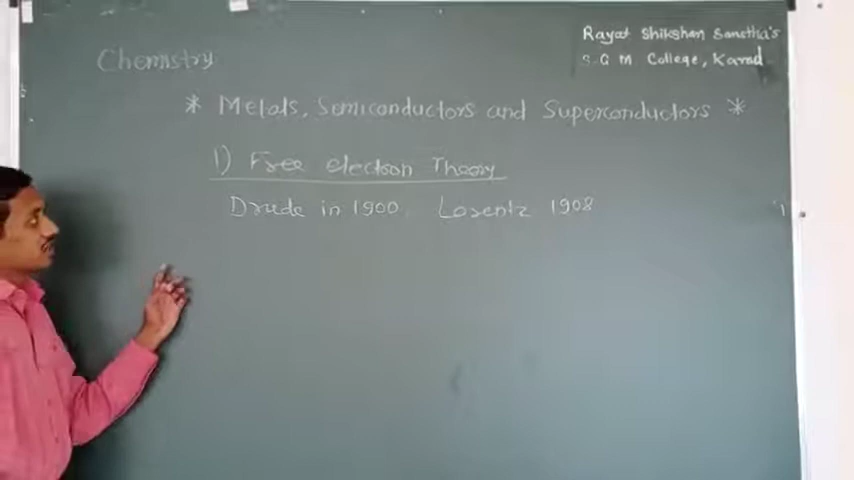 Rayat Shikshan Sanstha's
S G M College, Karad
Chemistry
* Metals, Semiconductors and Superconductors *
1) Free electron Theory
Drude in 1900. Lorentz 1908